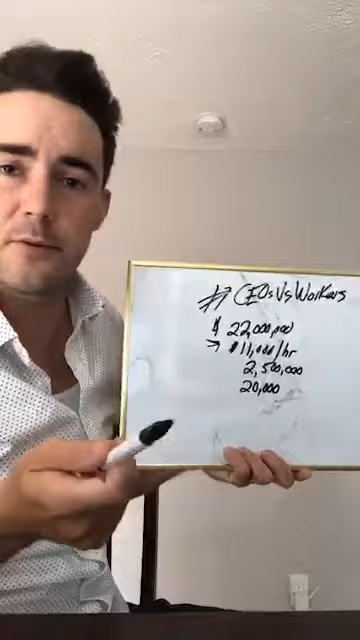 #7 CEOs Vs Workers
$ 22,000,000
→ $11,000/hr
2,500,000
20,000